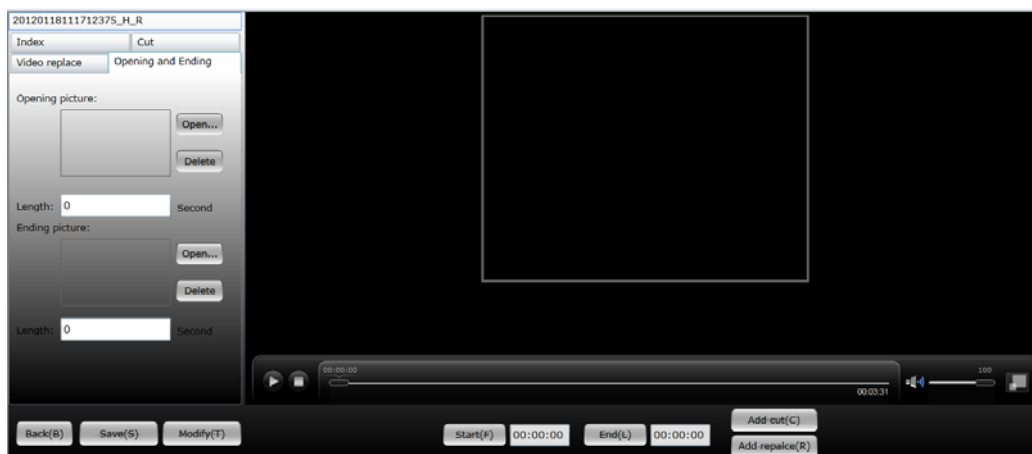 20120118111712375_H_R
Index Cut
Video replace Opening and Ending
Opening picture:
Open...
Delete
Length: 0 Second
Ending picture:
Open...
Delete
Length: 0 Second
00:00:00
00:03:31
100
Back(B) Save(S) Modify(T)
Start(F) 00:00:00 End(L) 00:00:00
Add cut(C)
Add repalce(R)